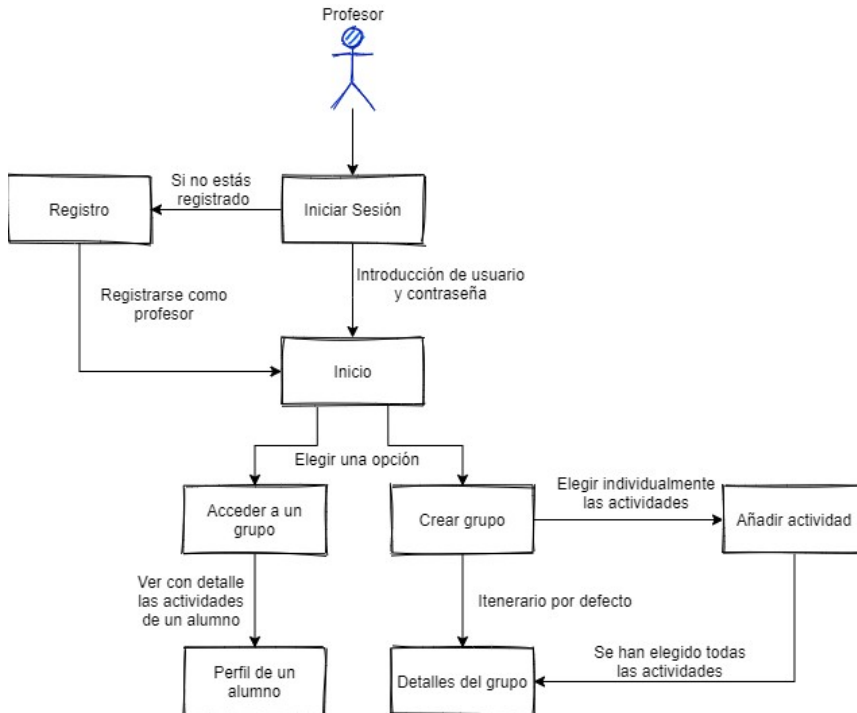 Profesor
Si no estás
registrado
Registro
Iniciar Sesión
Introducción de usuario
y contraseña
Registrarse como
profesor
Inicio
Elegir una opción
Elegir individualmente
las actividades
Acceder a un
grupo
Crear grupo
Añadir actividad
Ver con detalle
las actividades
de un alumno
Itenerario por defecto
Se han elegido todas
las actividades
Perfil de un
alumno
Detalles del grupo